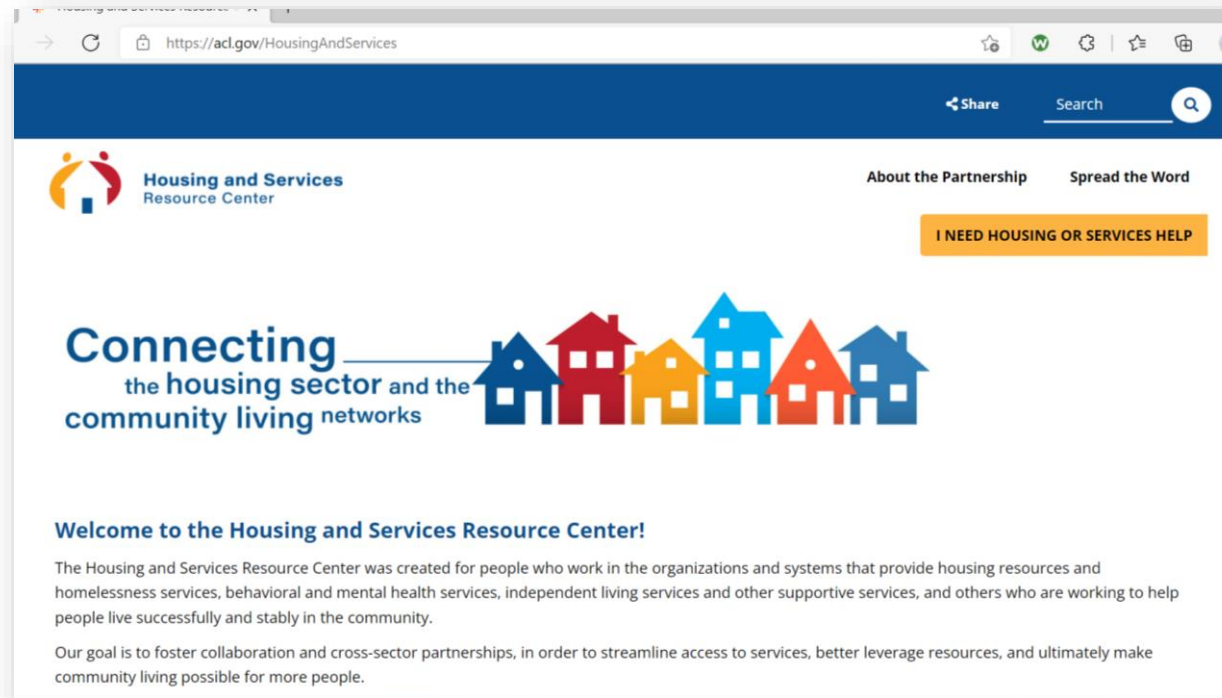 https://acl.gov/HousingAndServices
Share
Search
Housing and Services
Resource Center
About the Partnership
Spread the Word
I NEED HOUSING OR SERVICES HELP
Connecting
the housing sector and the
community living networks
Welcome to the Housing and Services Resource Center!
The Housing and Services Resource Center was created for people who work in the organizations and systems that provide housing resources and
homelessness services, behavioral and mental health services, independent living services and other supportive services, and others who are working to help
people live successfully and stably in the community.
Our goal is to foster collaboration and cross-sector partnerships, in order to streamline access to services, better leverage resources, and ultimately make
community living possible for more people.